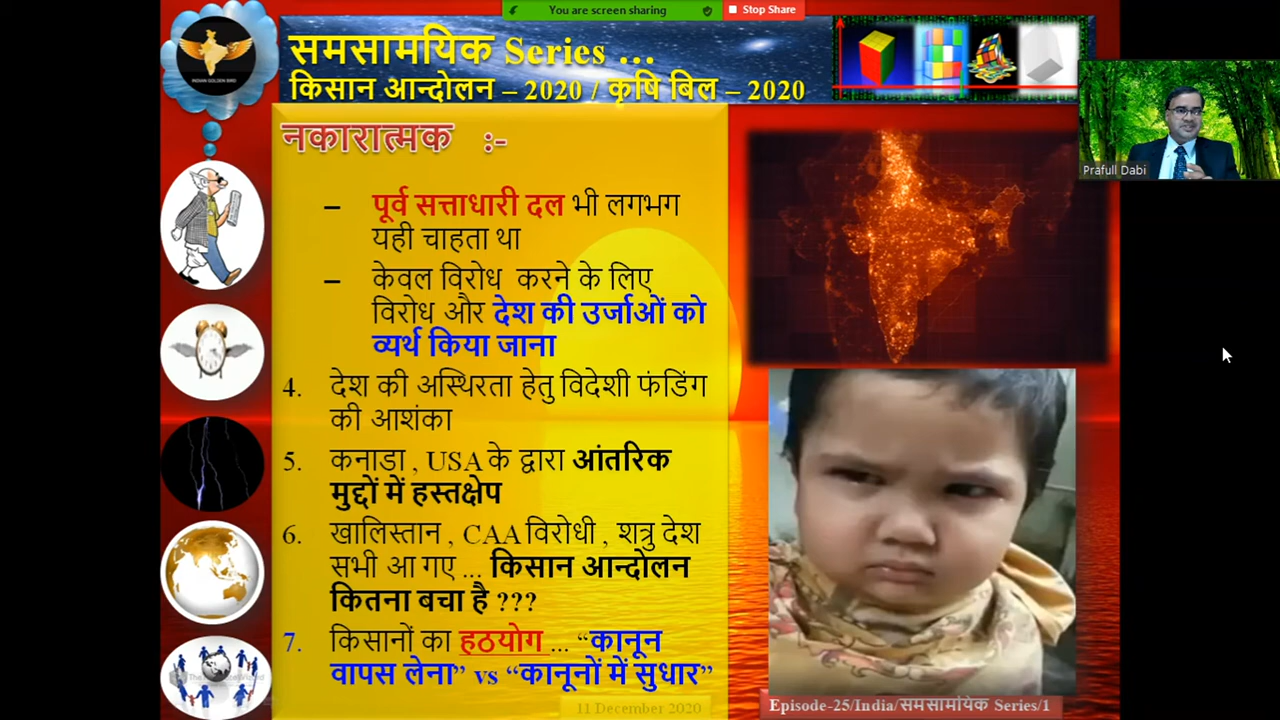 You are screen sharing
Stop Share
समसामयिक Series ...
किसान आन्दोलन – 2020 / कृषि बिल – 2020
INDIAN GOLDEN BIRD
Prafull Dabi
नकारात्मक :-
– पूर्व सत्ताधारी दल भी लगभग
यही चाहता था
– केवल विरोध करने के लिए
विरोध और देश की उर्जाओं को
व्यर्थ किया जाना
4. देश की अस्थिरता हेतु विदेशी फंडिंग
की आशंका
5. कनाडा , USA के द्वारा आंतरिक
मुद्दों में हस्तक्षेप
6. खालिस्तान , CAA विरोधी , शत्रु देश
सभी आ गए ... किसान आन्दोलन
कितना बचा है ???
7. किसानों का हठयोग ... “कानून
वापस लेना” vs “कानूनों में सुधार”
11 December 2020
Episode-25/India/समसामयिक Series/1